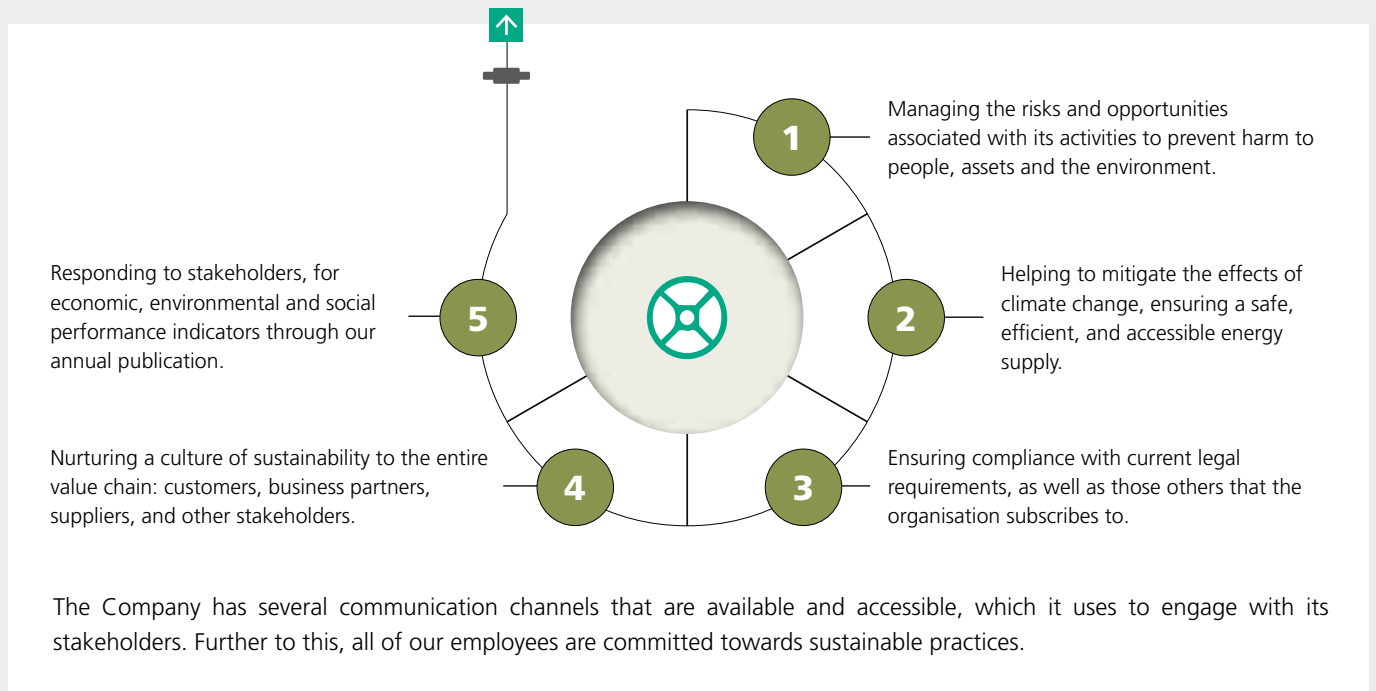 1
Managing the risks and opportunities
associated with its activities to prevent harm to
people, assets and the environment.
2
Helping to mitigate the effects of
climate change, ensuring a safe,
efficient, and accessible energy
supply.
3
Ensuring compliance with current legal
requirements, as well as those others that the
organisation subscribes to.
4
Nurturing a culture of sustainability to the entire
value chain: customers, business partners,
suppliers, and other stakeholders.
5
Responding to stakeholders, for
economic, environmental and social
performance indicators through our
annual publication.
The Company has several communication channels that are available and accessible, which it uses to engage with its
stakeholders. Further to this, all of our employees are committed towards sustainable practices.